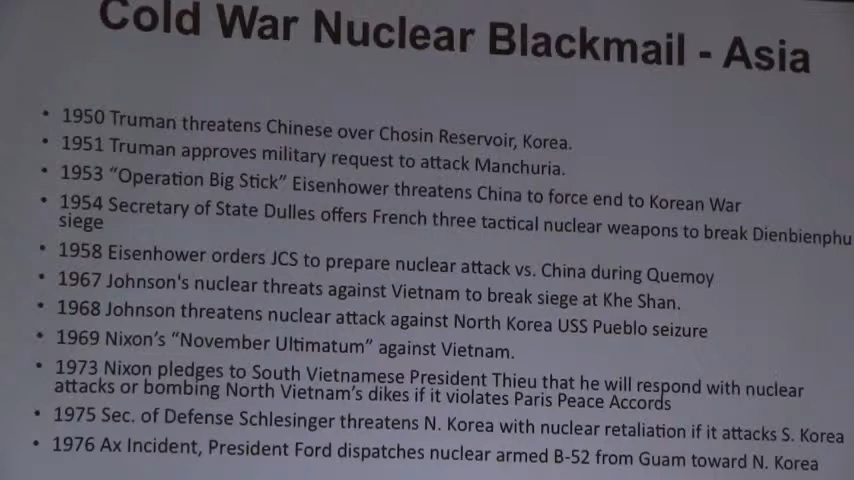 Cold War Nuclear Blackmail - Asia
• 1950 Truman threatens Chinese over Chosin Reservoir, Korea.
• 1951 Truman approves military request to attack Manchuria.
• 1953 “Operation Big Stick” Eisenhower threatens China to force end to Korean War
• 1954 Secretary of State Dulles offers French three tactical nuclear weapons to break Dienbienphu
siege
• 1958 Eisenhower orders JCS to prepare nuclear attack vs. China during Quemoy
• 1967 Johnson's nuclear threats against Vietnam to break siege at Khe Shan.
• 1968 Johnson threatens nuclear attack against North Korea USS Pueblo seizure
• 1969 Nixon’s “November Ultimatum” against Vietnam.
• 1973 Nixon pledges to South Vietnamese President Thieu that he will respond with nuclear
attacks or bombing North Vietnam’s dikes if it violates Paris Peace Accords
• 1975 Sec. of Defense Schlesinger threatens N. Korea with nuclear retaliation if it attacks S. Korea
• 1976 Ax Incident, President Ford dispatches nuclear armed B-52 from Guam toward N. Korea